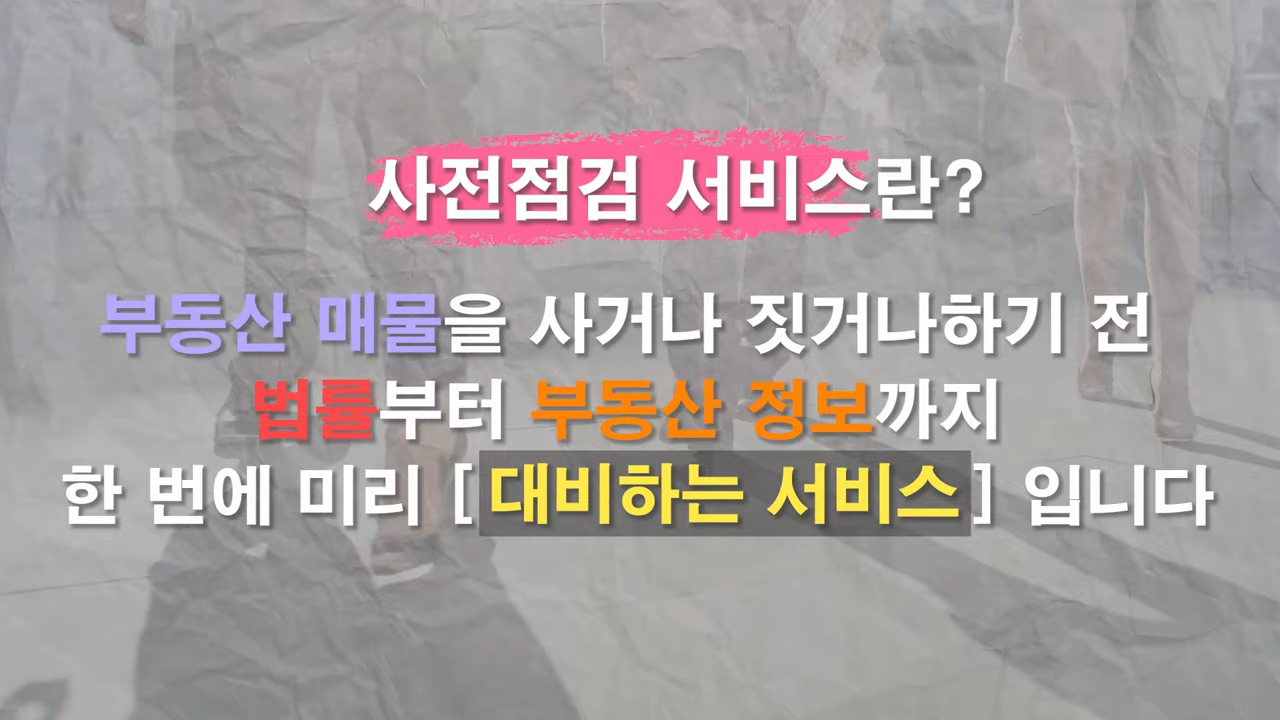 사전점검 서비스란?
부동산 매물을 사거나 짓거나하기 전
법률부터 부동산 정보까지
한 번에 미리 [대비하는 서비스] 입니다